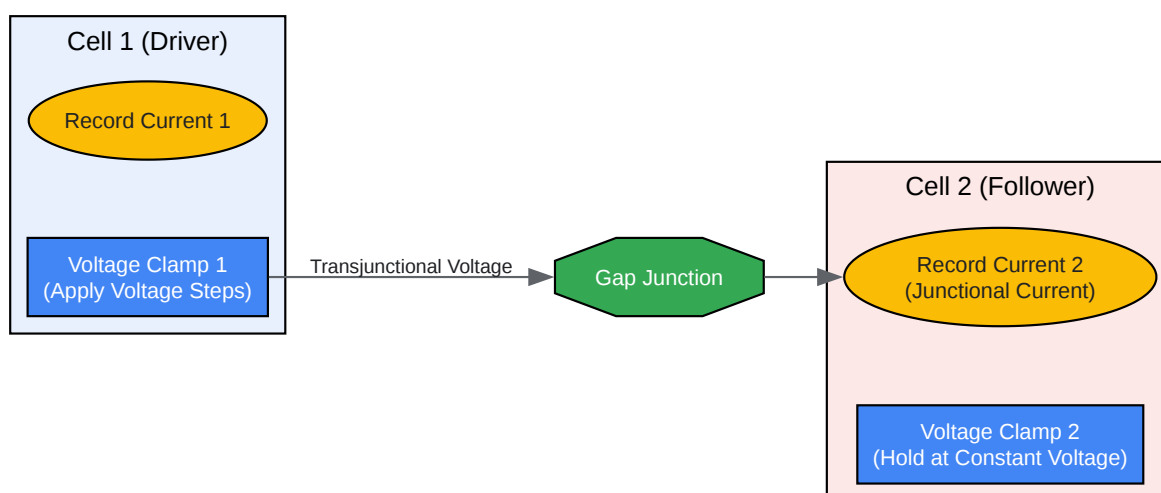 Cell 1 (Driver)
Record Current 1
Voltage Clamp 1
(Apply Voltage Steps)
Transjunctional Voltage
Gap Junction
Cell 2 (Follower)
Record Current 2
(Junctional Current)
Voltage Clamp 2
(Hold at Constant Voltage)